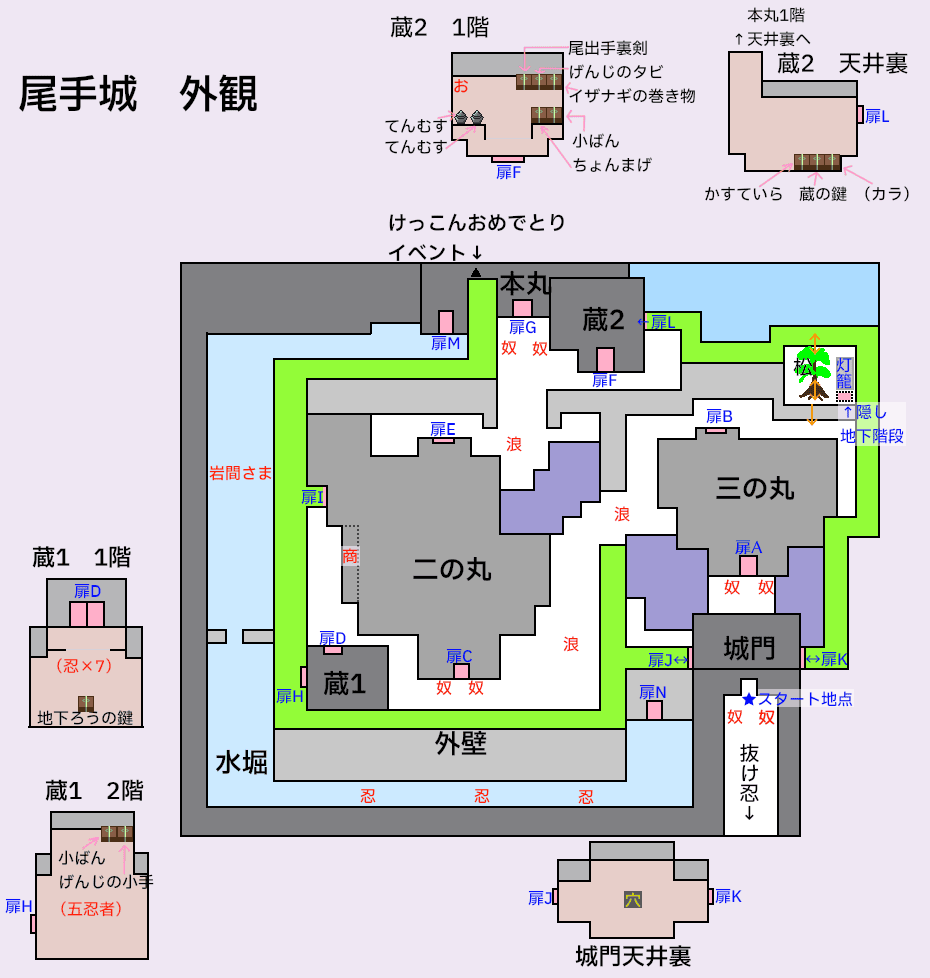 尾手城 外観
蔵2 1階
尾出手裏剣
げんじのタビ
イザナギの巻き物
お
てんむす
てんむす
小ばん
ちょんまげ
扉F
本丸1階
↑天井裏へ
蔵2 天井裏
扉L
かすていら 蔵の鍵 (カラ)
けっこんおめでとり
イベント↓
本丸
蔵2
←扉L
扉G
扉M
奴 奴
扉F
松
灯籠
↑隠し
地下階段
扉B
扉E
浪
岩間さま
扉I
三の丸
浪
商
二の丸
扉A
奴 奴
扉D
浪
城門
扉C
扉J↔
↔扉K
蔵1
扉H
奴 奴
扉N
★スタート地点
奴 奴
外壁
水堀
抜け忍↓
忍 忍 忍
蔵1 1階
扉D
(忍×7)
地下ろうの鍵
蔵1 2階
小ばん
げんじの小手
扉H
(五忍者)
扉J
穴
扉K
城門天井裏